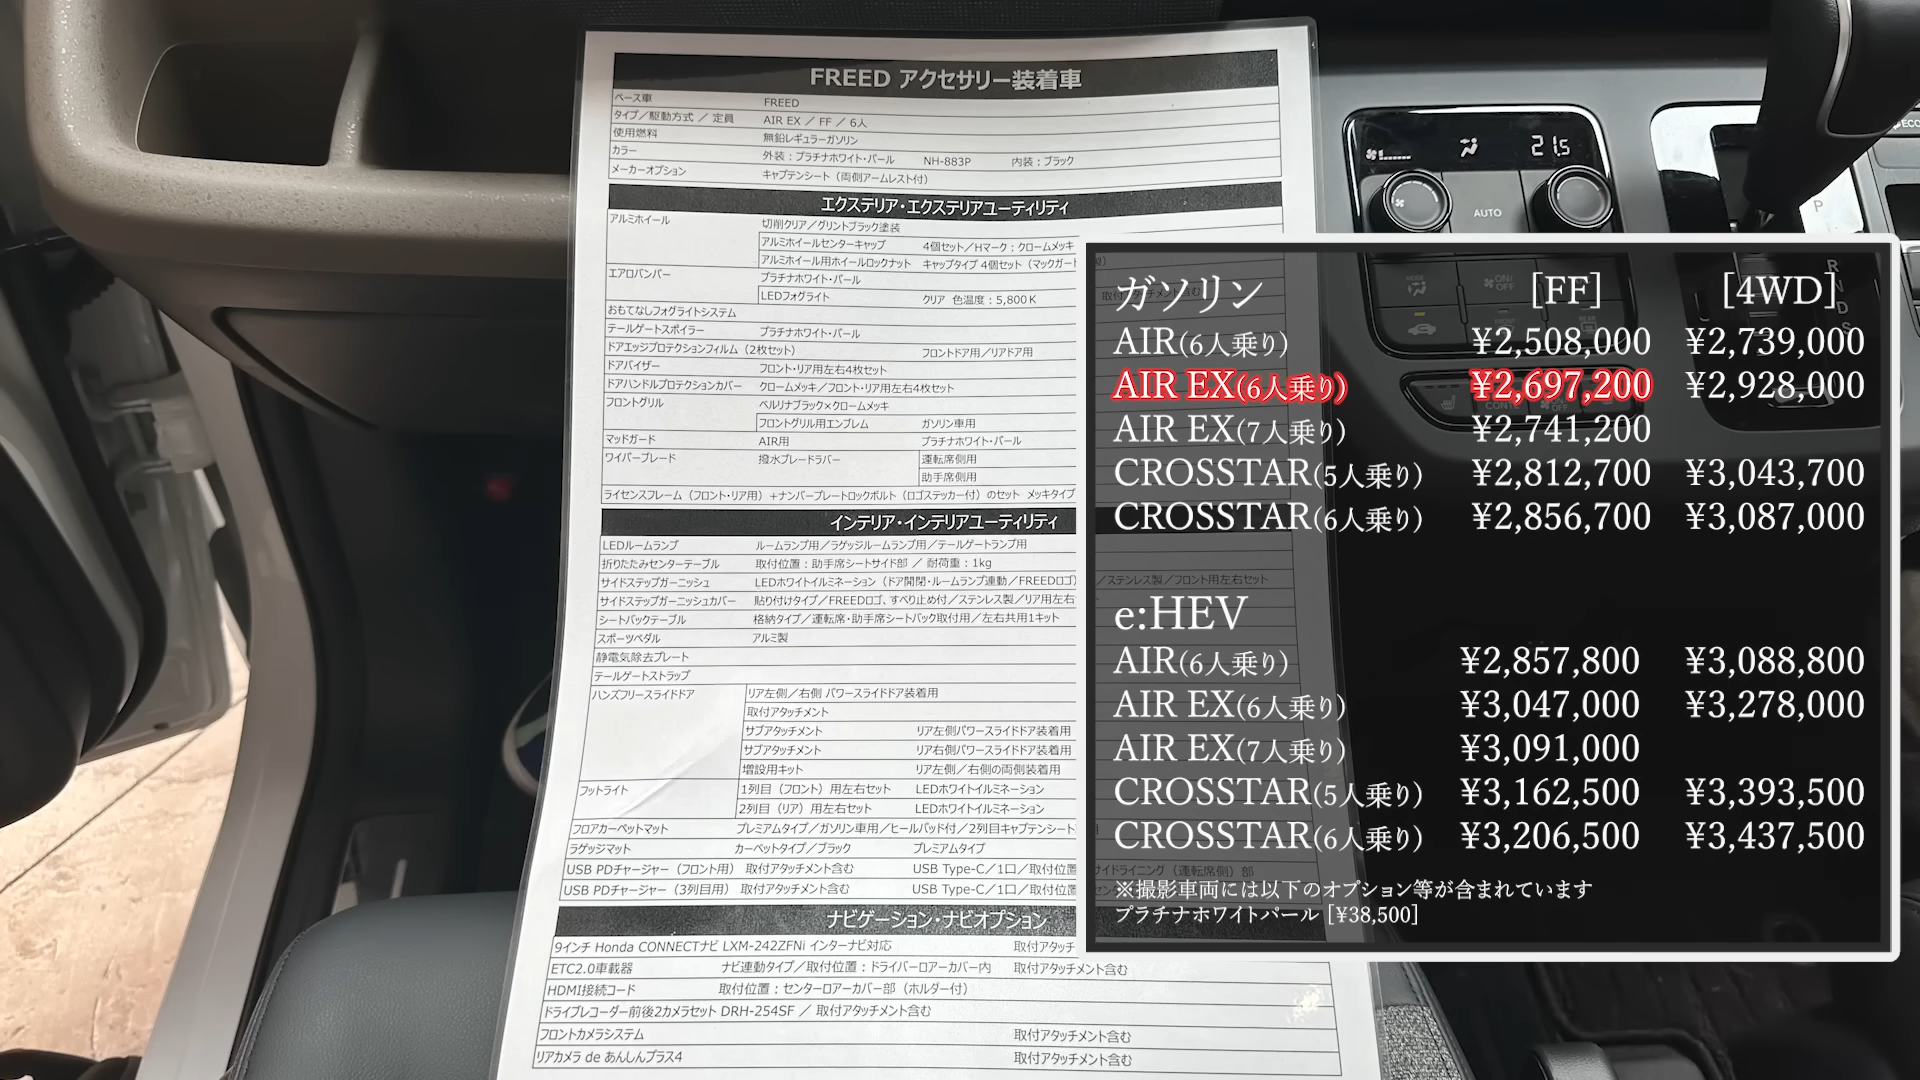 FREED アクセサリー装着車
ベース車 FREED
タイプ／駆動方式 ／ 定員 AIR EX ／ FF ／ 6人
使用燃料 無鉛レギュラーガソリン
カラー 外装：プラチナホワイト・パール NH-883P 内装：ブラック
メーカーオプション キャプテンシート（両側アームレスト付）
エクステリア・エクステリアユーティリティ
アルミホイール 切削クリア／グリントブラック塗装
アルミホイールセンターキャップ 4個セット／Hマーク：クロームメッキ
アルミホイール用ホイールロックナット キャップタイプ 4個セット（マックガード
エアロバンパー プラチナホワイト・パール
LEDフォグライト クリア 色温度：5,800K
おもてなしフォグライトシステム
テールゲートスポイラー プラチナホワイト・パール
ドアエッジプロテクションフィルム（2枚セット） フロントドア用／リアドア用
ドアバイザー フロント・リア用左右4枚セット
ドアハンドルプロテクションカバー クロームメッキ／フロント・リア用左右4枚セット
フロントグリル ベルリナブラック×クロームメッキ
フロントグリル用エンブレム ガソリン車用
マッドガード AIR用 プラチナホワイト・パール
ワイパーブレード 撥水ブレードラバー 運転席側用
助手席側用
ライセンスフレーム（フロント・リア用）＋ナンバープレートロックボルト（ロゴステッカー付）のセット メッキタイプ
インテリア・インテリアユーティリティ
LEDルームランプ ルームランプ用／ラゲッジルームランプ用／テールゲートランプ用
折りたたみセンターテーブル 取付位置：助手席シートサイド部 ／ 耐荷重：1kg
サイドステップガーニッシュ LEDホワイトイルミネーション（ドア開閉・ルームランプ連動／FREEDロゴ）／ステンレス製／フロント用左右セット
サイドステップガーニッシュカバー 貼り付けタイプ／FREEDロゴ、すべり止め付／ステンレス製／リア用左右
シートバックテーブル 格納タイプ／運転席・助手席シートバック取付用／左右共用1キット
スポーツペダル アルミ製
静電気除去プレート
テールゲートストラップ
ハンズフリースライドドア リア左側／右側 パワースライドドア装着用
取付アタッチメント
サブアタッチメント リア左側パワースライドドア装着用
サブアタッチメント リア右側パワースライドドア装着用
増設用キット リア左側／右側の両側装着用
フットライト 1列目（フロント）用左右セット LEDホワイトイルミネーション
2列目（リア）用左右セット LEDホワイトイルミネーション
フロアカーペットマット プレミアムタイプ／ガソリン車用／ヒールパッド付／2列目キャプテンシート
ラゲッジマット カーペットタイプ／ブラック プレミアムタイプ
USB PDチャージャー（フロント用） 取付アタッチメント含む USB Type-C／1口／取付位置
USB PDチャージャー（3列目用） 取付アタッチメント含む USB Type-C／1口／取付位置
ナビゲーション・ナビオプション
9インチ Honda CONNECTナビ LXM-242ZFNi インターナビ対応 取付アタッチ
ETC2.0車載器 ナビ連動タイプ／取付位置：ドライバーロアーカバー内 取付アタッチメント含む
HDMI接続コード 取付位置：センターロアーカバー部（ホルダー付）
ドライブレコーダー前後2カメラセット DRH-254SF ／ 取付アタッチメント含む
フロントカメラシステム 取付アタッチメント含む
リアカメラ de あんしんプラス4 取付アタッチメント含む
21.5
AUTO
P
R
N
D
S
ガソリン [FF] [4WD]
AIR(6人乗り) ¥2,508,000 ¥2,739,000
AIR EX(6人乗り) ¥2,697,200 ¥2,928,000
AIR EX(7人乗り) ¥2,741,200
CROSSTAR(5人乗り) ¥2,812,700 ¥3,043,700
CROSSTAR(6人乗り) ¥2,856,700 ¥3,087,000
e:HEV
AIR(6人乗り) ¥2,857,800 ¥3,088,800
AIR EX(6人乗り) ¥3,047,000 ¥3,278,000
AIR EX(7人乗り) ¥3,091,000
CROSSTAR(5人乗り) ¥3,162,500 ¥3,393,500
CROSSTAR(6人乗り) ¥3,206,500 ¥3,437,500
※撮影車両には以下のオプション等が含まれています
プラチナホワイトパール [¥38,500]